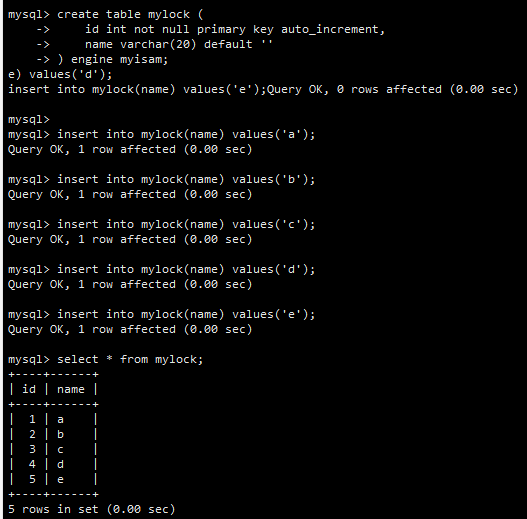 mysql> create table mylock (
    ->     id int not null primary key auto_increment,
    ->     name varchar(20) default ''
    -> ) engine myisam;
e) values('d');
insert into mylock(name) values('e');Query OK, 0 rows affected (0.00 sec)
mysql>
mysql> insert into mylock(name) values('a');
Query OK, 1 row affected (0.00 sec)
mysql> insert into mylock(name) values('b');
Query OK, 1 row affected (0.00 sec)
mysql> insert into mylock(name) values('c');
Query OK, 1 row affected (0.00 sec)
mysql> insert into mylock(name) values('d');
Query OK, 1 row affected (0.00 sec)
mysql> insert into mylock(name) values('e');
Query OK, 1 row affected (0.00 sec)
mysql> select * from mylock;
+----+------+
| id | name |
+----+------+
|  1 | a    |
|  2 | b    |
|  3 | c    |
|  4 | d    |
|  5 | e    |
+----+------+
5 rows in set (0.00 sec)